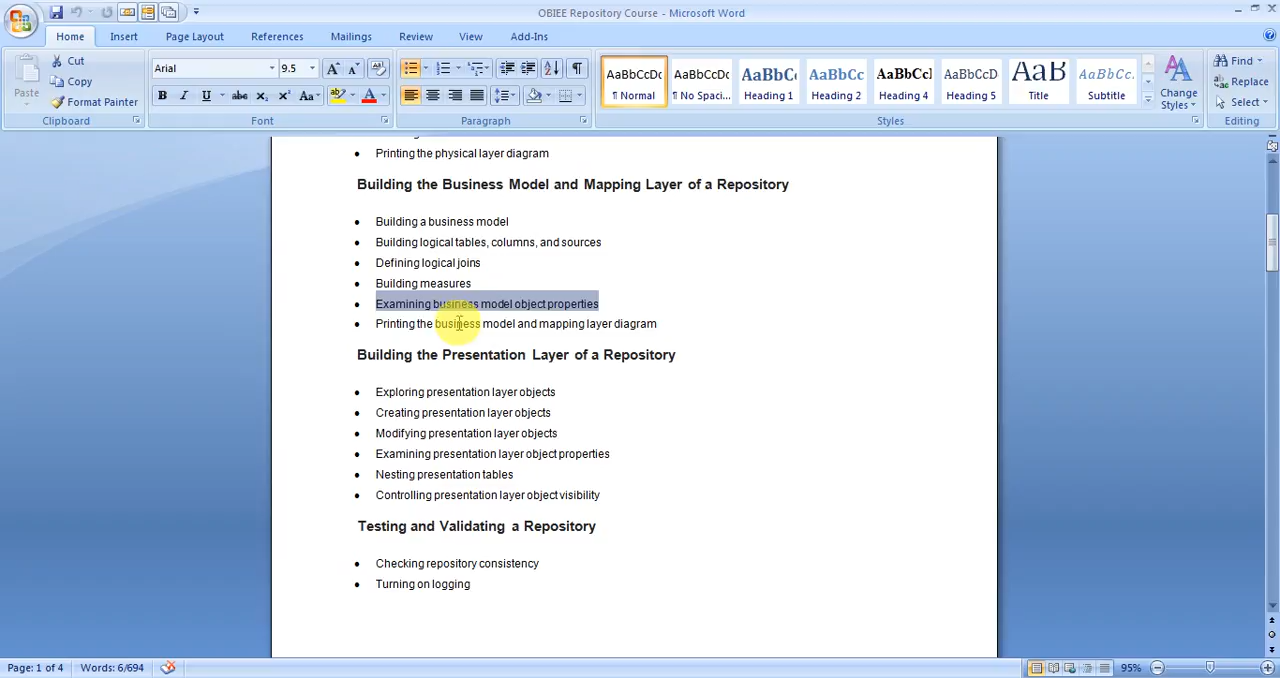 OBIEE Repository Course - Microsoft Word
Home Insert Page Layout References Mailings Review View Add-Ins
Paste
Cut
Copy
Format Painter
Clipboard
Arial 9.5
B I U abc x₂ x² Aa
Font
Paragraph
AaBbCcDc AaBbCcDc AaBbC AaBbCc AaBbCcI AaBbCcD AaB AaBbCc.
¶ Normal ¶ No Spaci... Heading 1 Heading 2 Heading 4 Heading 5 Title Subtitle
Change Styles
Styles
Find
Replace
Select
Editing
• Printing the physical layer diagram
Building the Business Model and Mapping Layer of a Repository
• Building a business model
• Building logical tables, columns, and sources
• Defining logical joins
• Building measures
• Examining business model object properties
• Printing the business model and mapping layer diagram
Building the Presentation Layer of a Repository
• Exploring presentation layer objects
• Creating presentation layer objects
• Modifying presentation layer objects
• Examining presentation layer object properties
• Nesting presentation tables
• Controlling presentation layer object visibility
Testing and Validating a Repository
• Checking repository consistency
• Turning on logging
Page: 1 of 4 Words: 6/694 95%